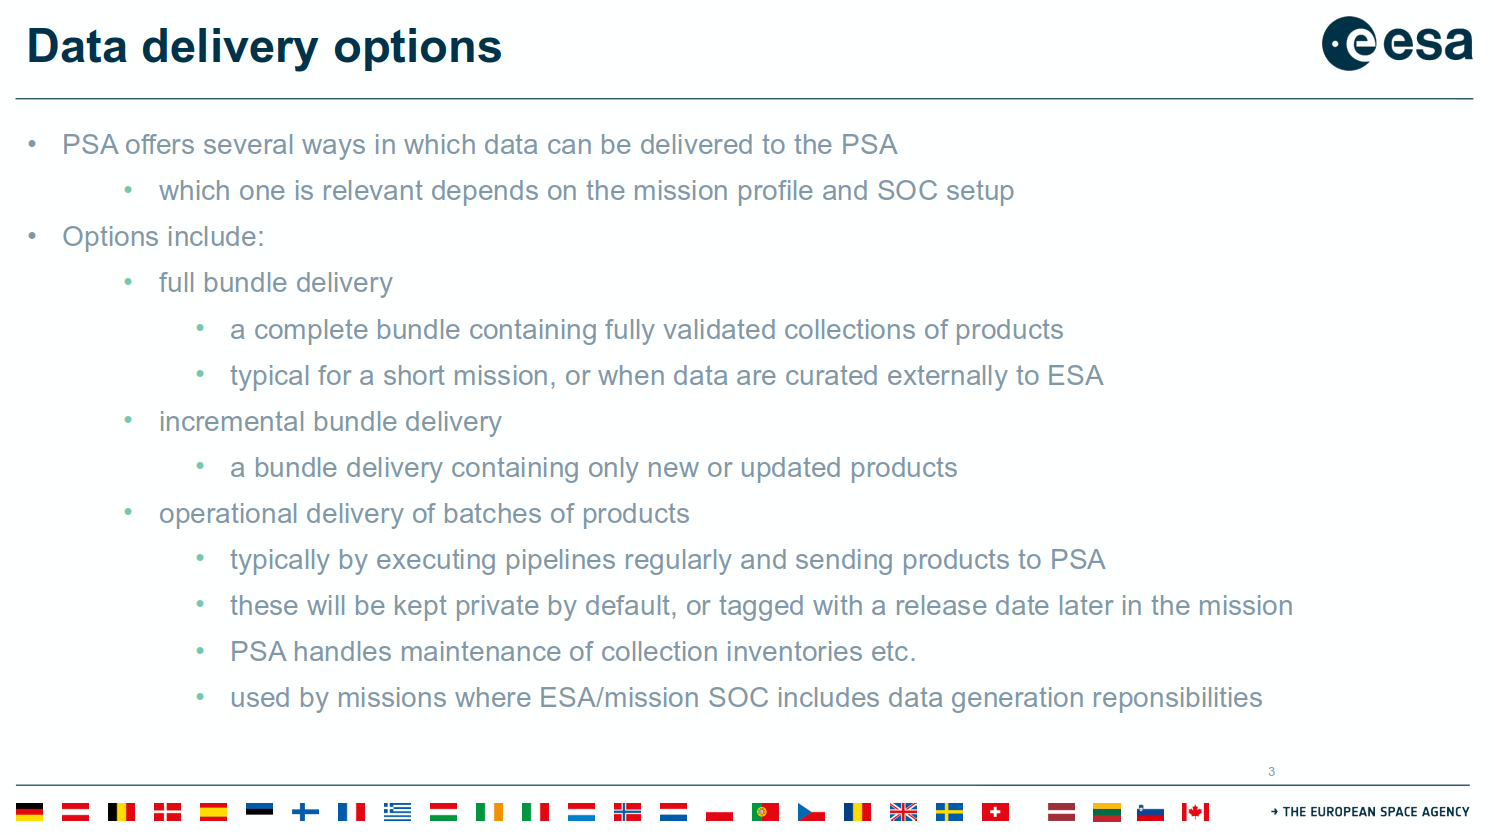 Data delivery options
esa
• PSA offers several ways in which data can be delivered to the PSA
• which one is relevant depends on the mission profile and SOC setup
• Options include:
• full bundle delivery
• a complete bundle containing fully validated collections of products
• typical for a short mission, or when data are curated externally to ESA
• incremental bundle delivery
• a bundle delivery containing only new or updated products
• operational delivery of batches of products
• typically by executing pipelines regularly and sending products to PSA
• these will be kept private by default, or tagged with a release date later in the mission
• PSA handles maintenance of collection inventories etc.
• used by missions where ESA/mission SOC includes data generation reponsibilities
3
→ THE EUROPEAN SPACE AGENCY